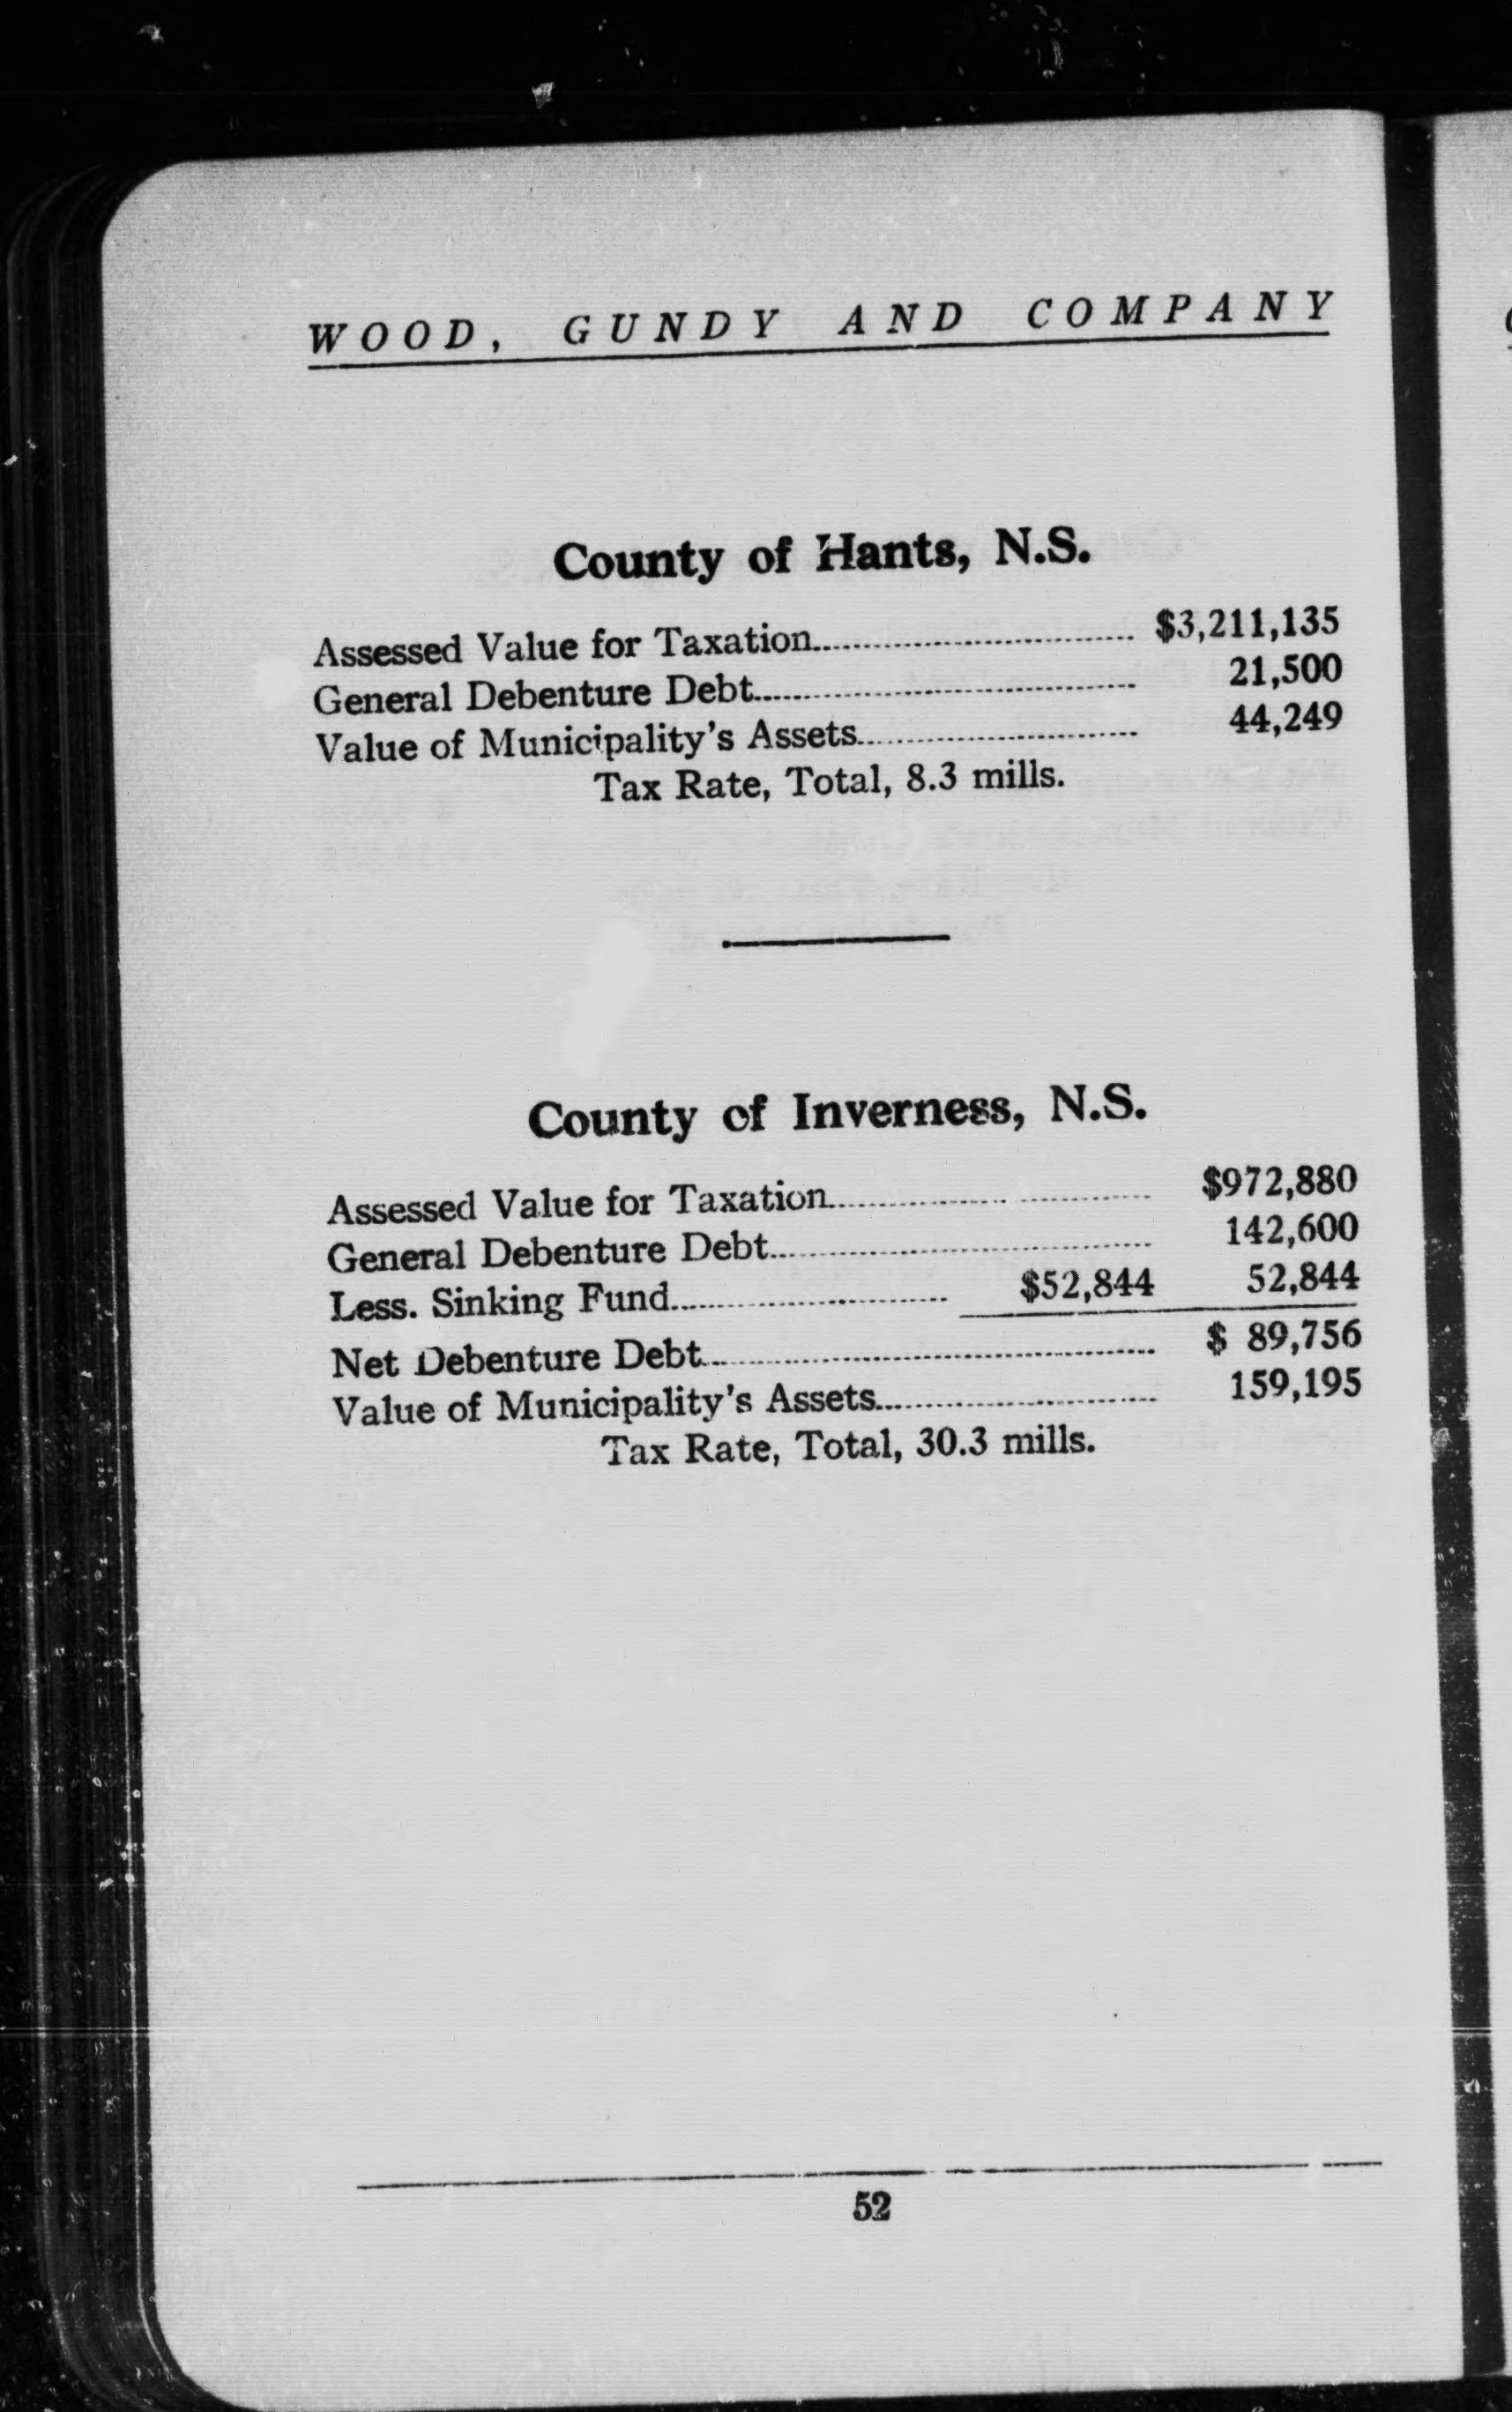 WOOD, GUNDY AND COMPANY
County of Hants, N.S.
Assessed Value for Taxation.............................. $3,211,135
General Debenture Debt.............................. 21,500
Value of Municipality's Assets.............................. 44,249
Tax Rate, Total, 8.3 mills.
County of Inverness, N.S.
Assessed Value for Taxation.............................. $972,880
General Debenture Debt.............................. 142,600
Less. Sinking Fund.............................. $52,844 52,844
Net Debenture Debt.............................. $ 89,756
Value of Municipality's Assets.............................. 159,195
Tax Rate, Total, 30.3 mills.
52